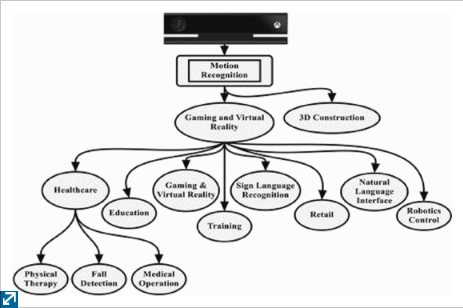 Motion
Recognition
Gaming and Virtual
Reality
3D Construction
Healthcare
Education
Gaming &
Virtual Reality
Training
Sign Language
Recognition
Retail
Natural
Language
Interface
Robotics
Control
Physical
Therapy
Fall
Detection
Medical
Operation